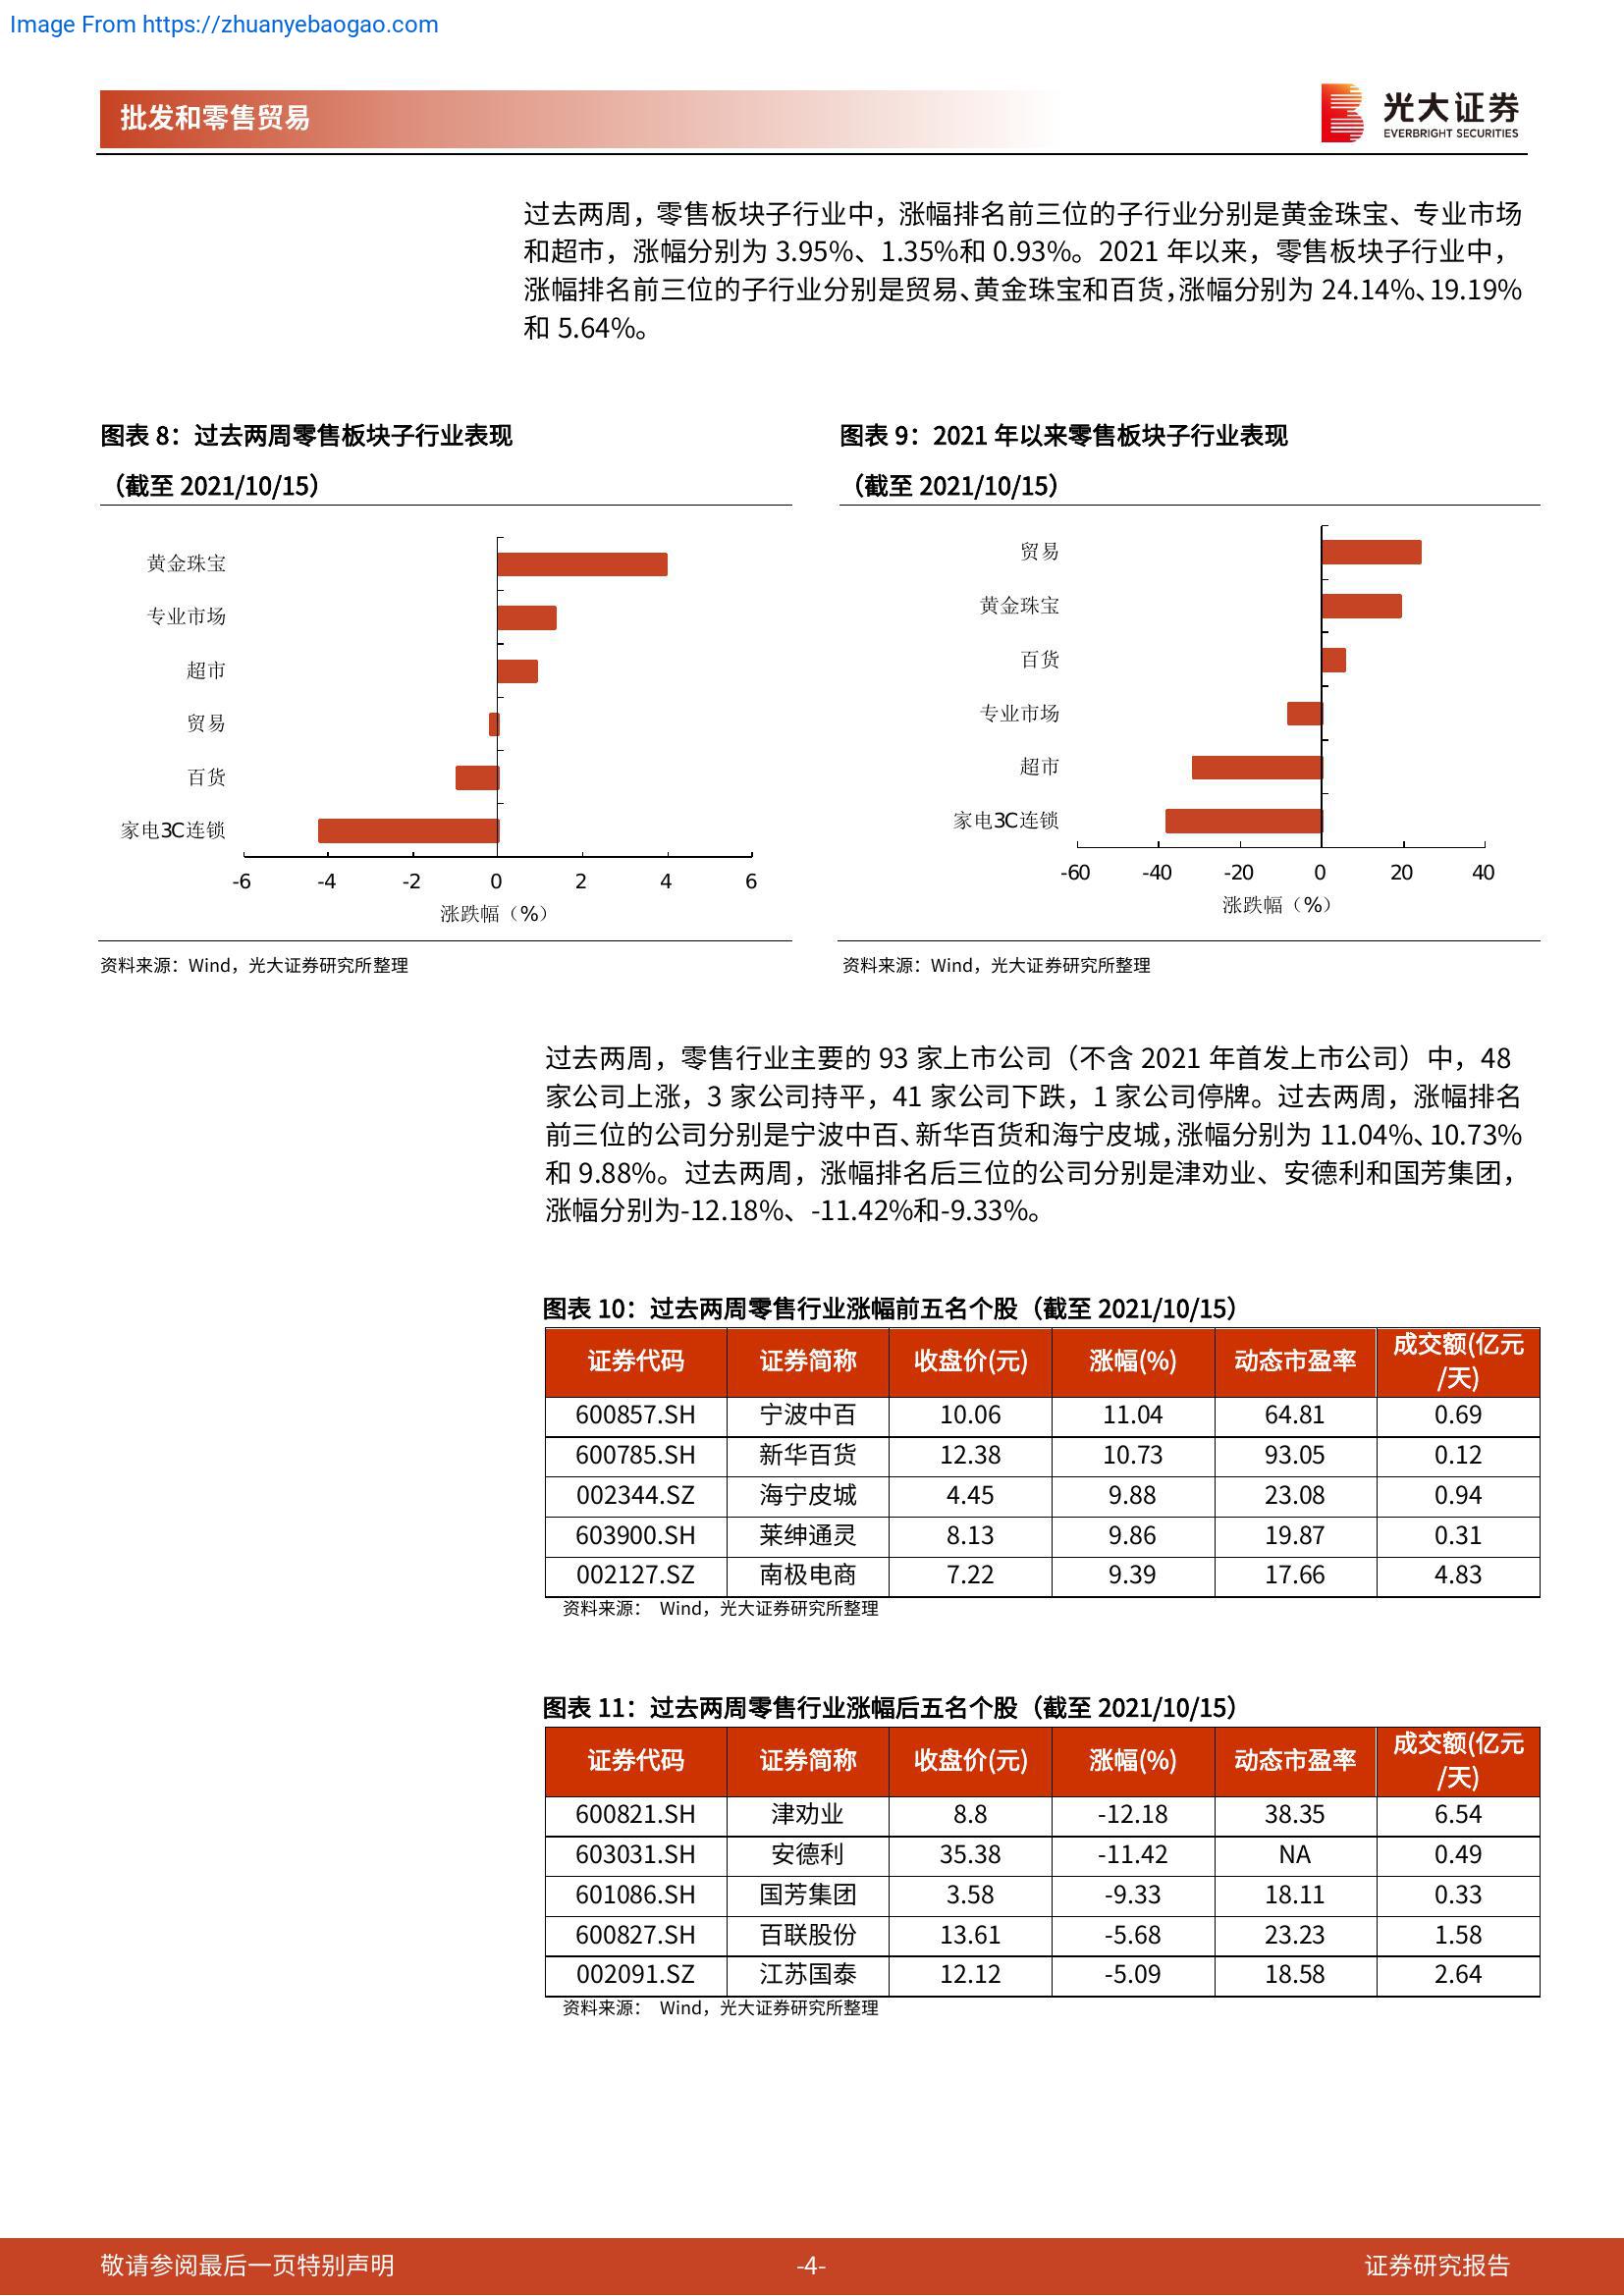 Image From https://zhuanyebaogao.com
批发和零售贸易
光大证券
EVERBRIGHT SECURITIES
过去两周，零售板块子行业中，涨幅排名前三位的子行业分别是黄金珠宝、专业市场
和超市，涨幅分别为 3.95%、1.35%和 0.93%。2021 年以来，零售板块子行业中，
涨幅排名前三位的子行业分别是贸易、黄金珠宝和百货，涨幅分别为 24.14%、19.19%
和 5.64%。
图表 8：过去两周零售板块子行业表现
（截至 2021/10/15）
黄金珠宝
专业市场
超市
贸易
百货
家电3C连锁
-6 -4 -2 0 2 4 6
涨跌幅（%）
资料来源：Wind，光大证券研究所整理
图表 9：2021 年以来零售板块子行业表现
（截至 2021/10/15）
贸易
黄金珠宝
百货
专业市场
超市
家电3C连锁
-60 -40 -20 0 20 40
涨跌幅（%）
资料来源：Wind，光大证券研究所整理
过去两周，零售行业主要的 93 家上市公司（不含 2021 年首发上市公司）中，48
家公司上涨，3 家公司持平，41 家公司下跌，1 家公司停牌。过去两周，涨幅排名
前三位的公司分别是宁波中百、新华百货和海宁皮城，涨幅分别为 11.04%、10.73%
和 9.88%。过去两周，涨幅排名后三位的公司分别是津劝业、安德利和国芳集团，
涨幅分别为-12.18%、-11.42%和-9.33%。
图表 10：过去两周零售行业涨幅前五名个股（截至 2021/10/15）
证券代码 证券简称 收盘价(元) 涨幅(%) 动态市盈率 成交额(亿元
/天)
600857.SH 宁波中百 10.06 11.04 64.81 0.69
600785.SH 新华百货 12.38 10.73 93.05 0.12
002344.SZ 海宁皮城 4.45 9.88 23.08 0.94
603900.SH 莱绅通灵 8.13 9.86 19.87 0.31
002127.SZ 南极电商 7.22 9.39 17.66 4.83
资料来源： Wind，光大证券研究所整理
图表 11：过去两周零售行业涨幅后五名个股（截至 2021/10/15）
证券代码 证券简称 收盘价(元) 涨幅(%) 动态市盈率 成交额(亿元
/天)
600821.SH 津劝业 8.8 -12.18 38.35 6.54
603031.SH 安德利 35.38 -11.42 NA 0.49
601086.SH 国芳集团 3.58 -9.33 18.11 0.33
600827.SH 百联股份 13.61 -5.68 23.23 1.58
002091.SZ 江苏国泰 12.12 -5.09 18.58 2.64
资料来源： Wind，光大证券研究所整理
敬请参阅最后一页特别声明 -4- 证券研究报告